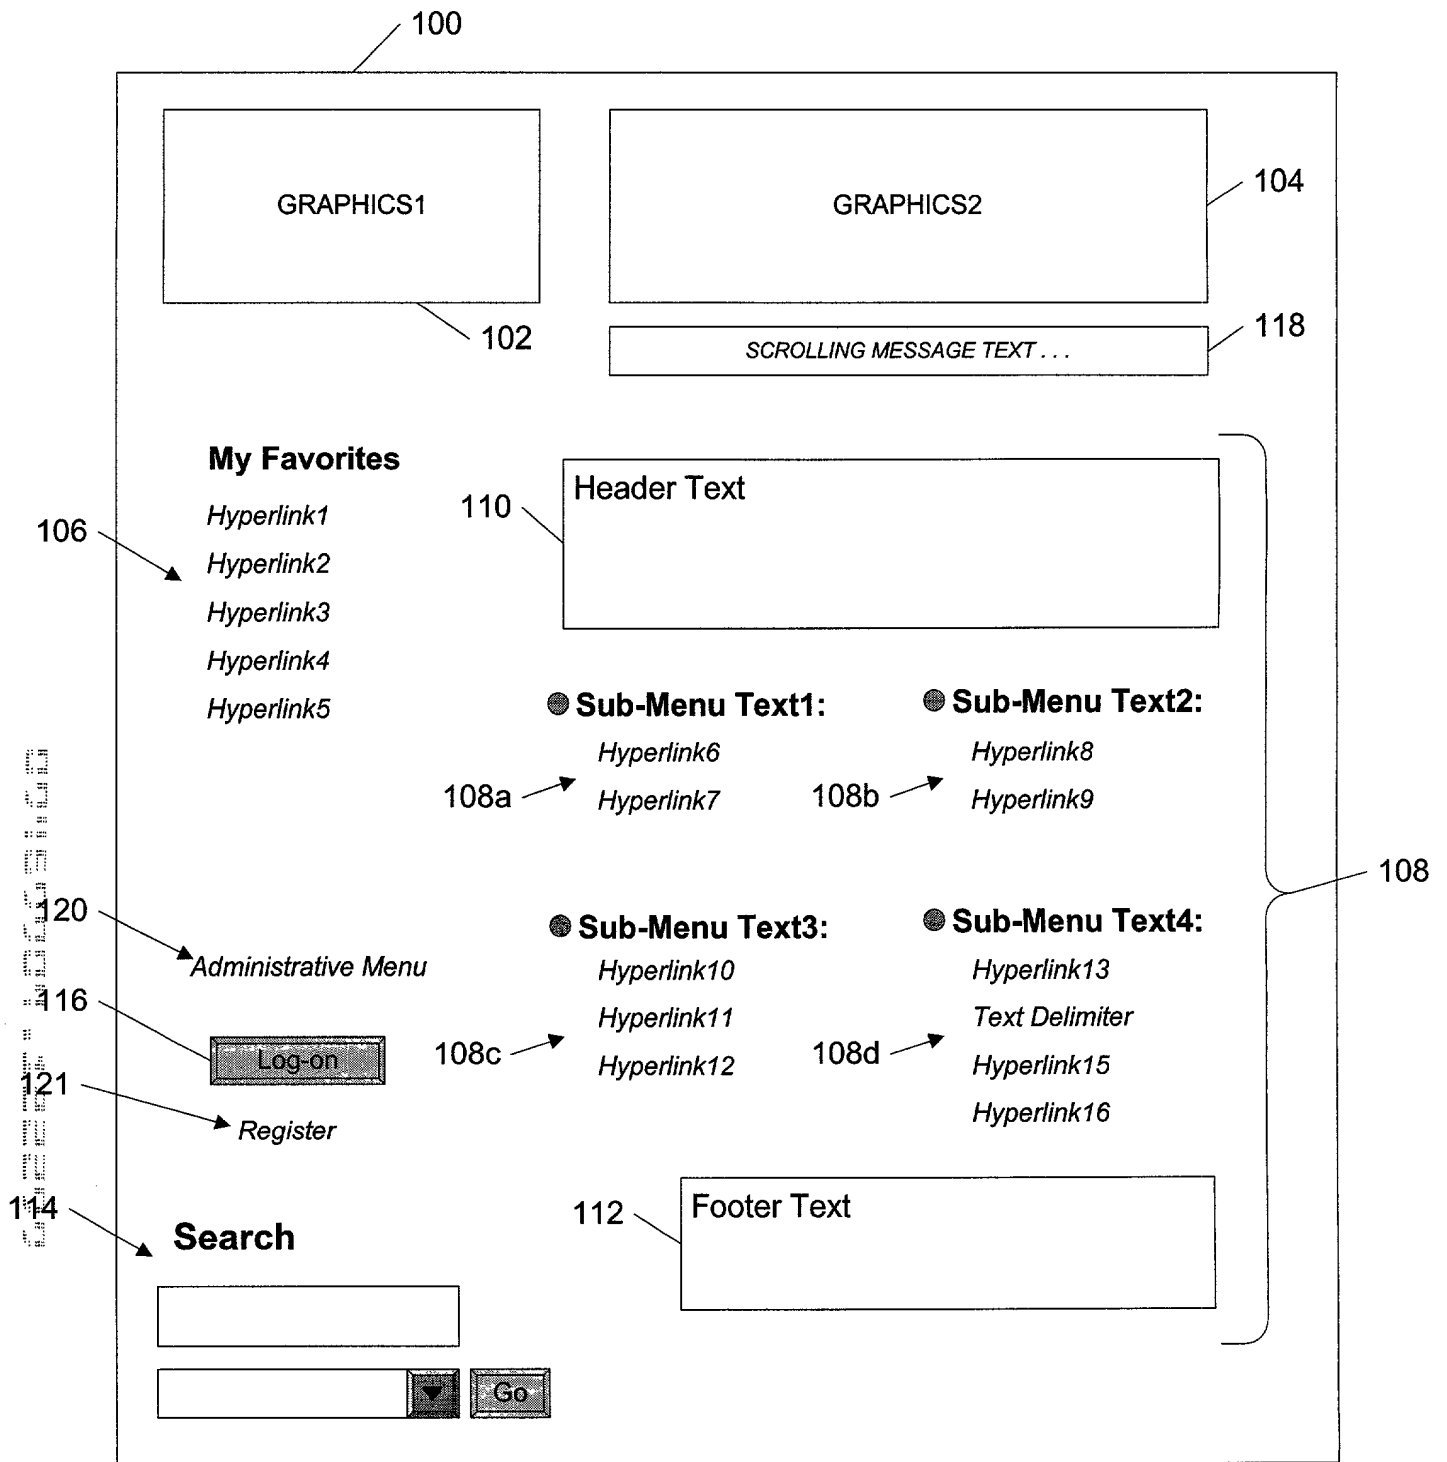 100
GRAPHICS1
GRAPHICS2
104
102
118
SCROLLING MESSAGE TEXT . . .
My Favorites
Hyperlink1
Hyperlink2
Hyperlink3
Hyperlink4
Hyperlink5
106
110
Header Text
Sub-Menu Text1:
Hyperlink6
Hyperlink7
108a
Sub-Menu Text2:
Hyperlink8
Hyperlink9
108b
108
120
Administrative Menu
116
Log-on
121
Register
Sub-Menu Text3:
Hyperlink10
Hyperlink11
Hyperlink12
108c
Sub-Menu Text4:
Hyperlink13
Text Delimiter
Hyperlink15
Hyperlink16
108d
114
Search
Go
112
Footer Text